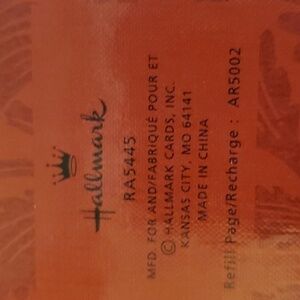 Hallmark
RA5445
MFD. FOR AND/FABRIQUÉ POUR ET
© HALLMARK CARDS, INC.
KANSAS CITY, MO 64141
MADE IN CHINA
Refill Page/Recharge : AR5002